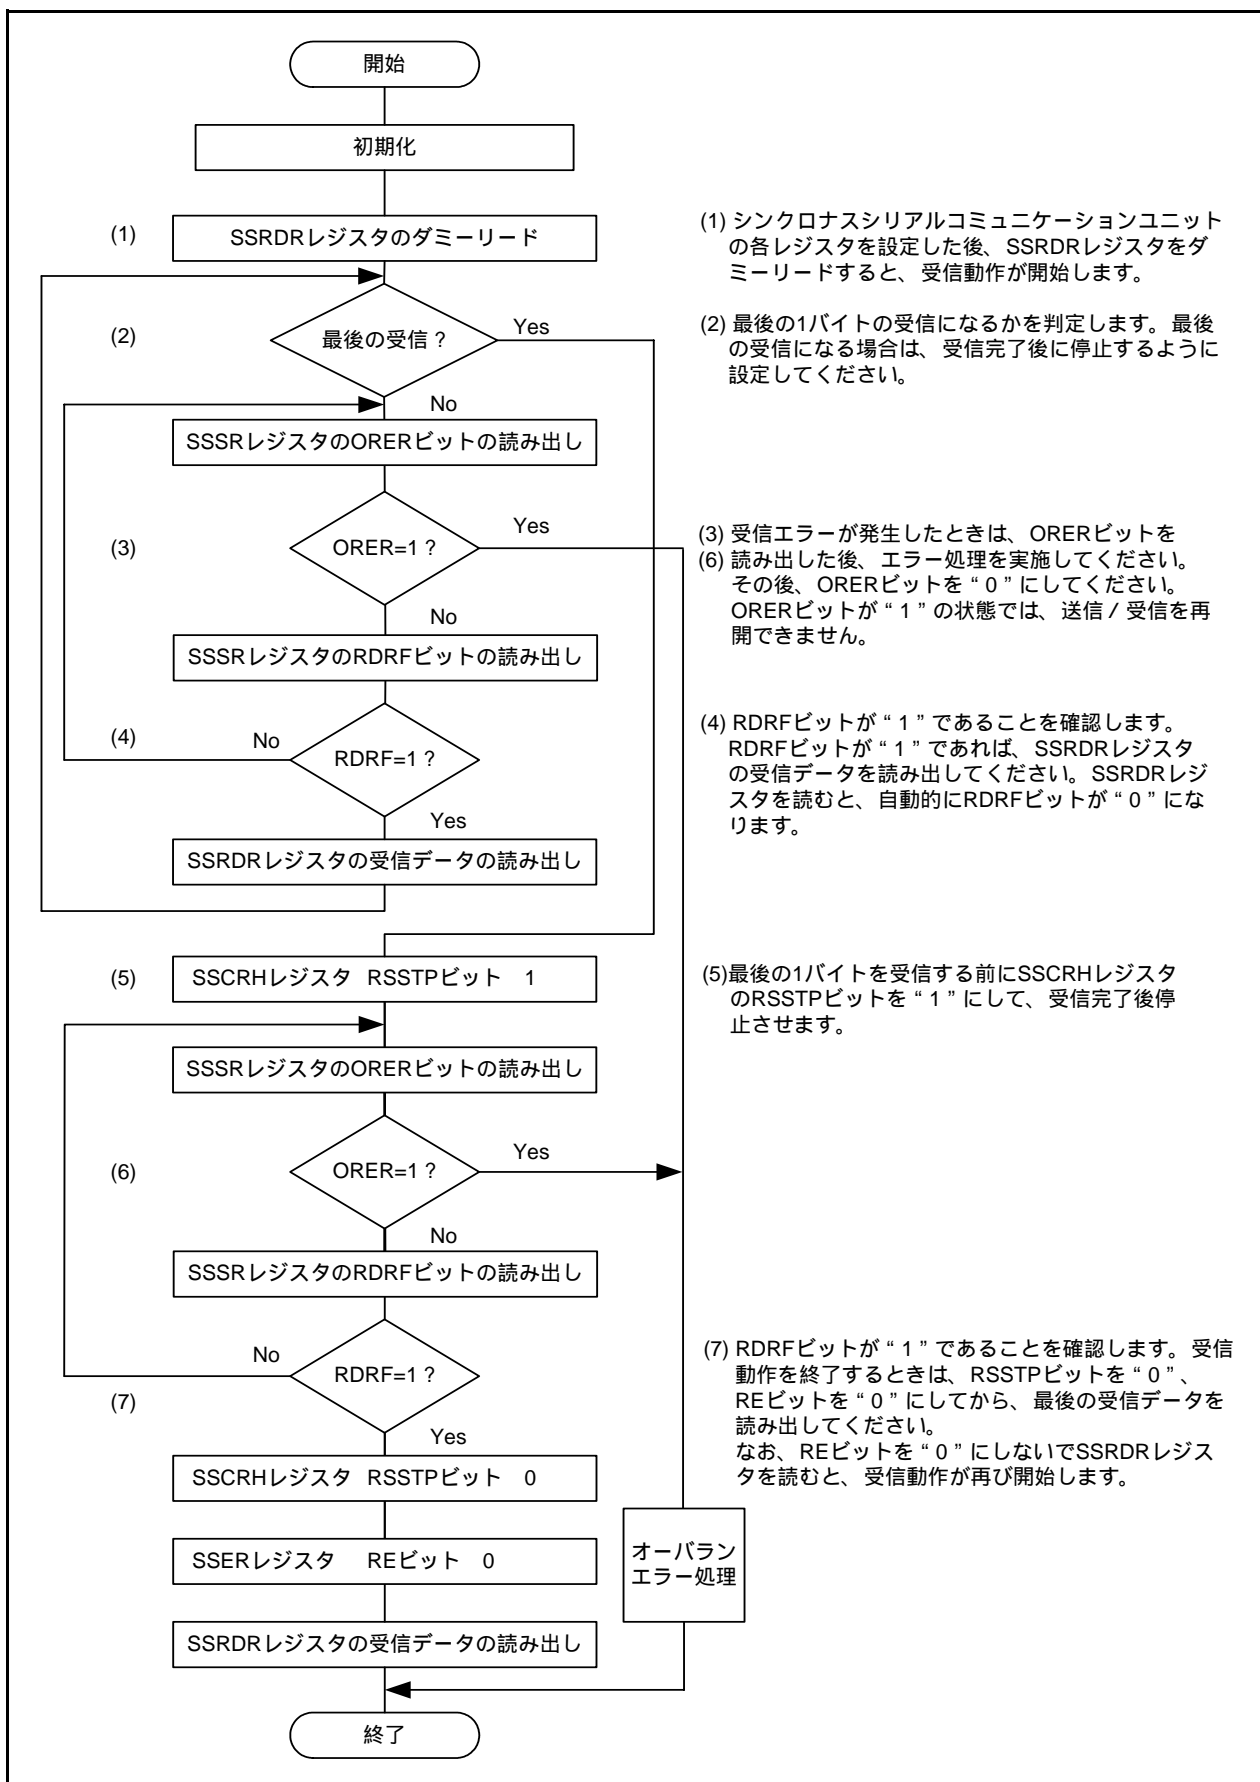 開始
初期化
(1)
SSRDRレジスタのダミーリード
(2)
最後の受信？
Yes
No
SSSRレジスタのORERビットの読み出し
(3)
ORER=1？
Yes
No
SSSRレジスタのRDRFビットの読み出し
(4)
No
RDRF=1？
Yes
SSRDRレジスタの受信データの読み出し
(5)
SSCRHレジスタ RSSTPビット 1
SSSRレジスタのORERビットの読み出し
(6)
ORER=1？
Yes
No
SSSRレジスタのRDRFビットの読み出し
No
RDRF=1？
(7)
Yes
SSCRHレジスタ RSSTPビット 0
SSERレジスタ REビット 0
オーバラン
エラー処理
SSRDRレジスタの受信データの読み出し
終了
(1) シンクロナスシリアルコミュニケーションユニット
の各レジスタを設定した後、SSRDRレジスタをダ
ミーリードすると、受信動作が開始します。
(2) 最後の1バイトの受信になるかを判定します。最後
の受信になる場合は、受信完了後に停止するように
設定してください。
(3) 受信エラーが発生したときは、ORERビットを
(6) 読み出した後、エラー処理を実施してください。
その後、ORERビットを“0”にしてください。
ORERビットが“1”の状態では、送信／受信を再
開できません。
(4) RDRFビットが“1”であることを確認します。
RDRFビットが“1”であれば、SSRDRレジスタ
の受信データを読み出してください。SSRDRレジ
スタを読むと、自動的にRDRFビットが“0”にな
ります。
(5)最後の1バイトを受信する前にSSCRHレジスタ
のRSSTPビットを“1”にして、受信完了後停
止させます。
(7) RDRFビットが“1”であることを確認します。受信
動作を終了するときは、RSSTPビットを“0”、
REビットを“0”にしてから、最後の受信データを
読み出してください。
なお、REビットを“0”にしないでSSRDRレジス
タを読むと、受信動作が再び開始します。